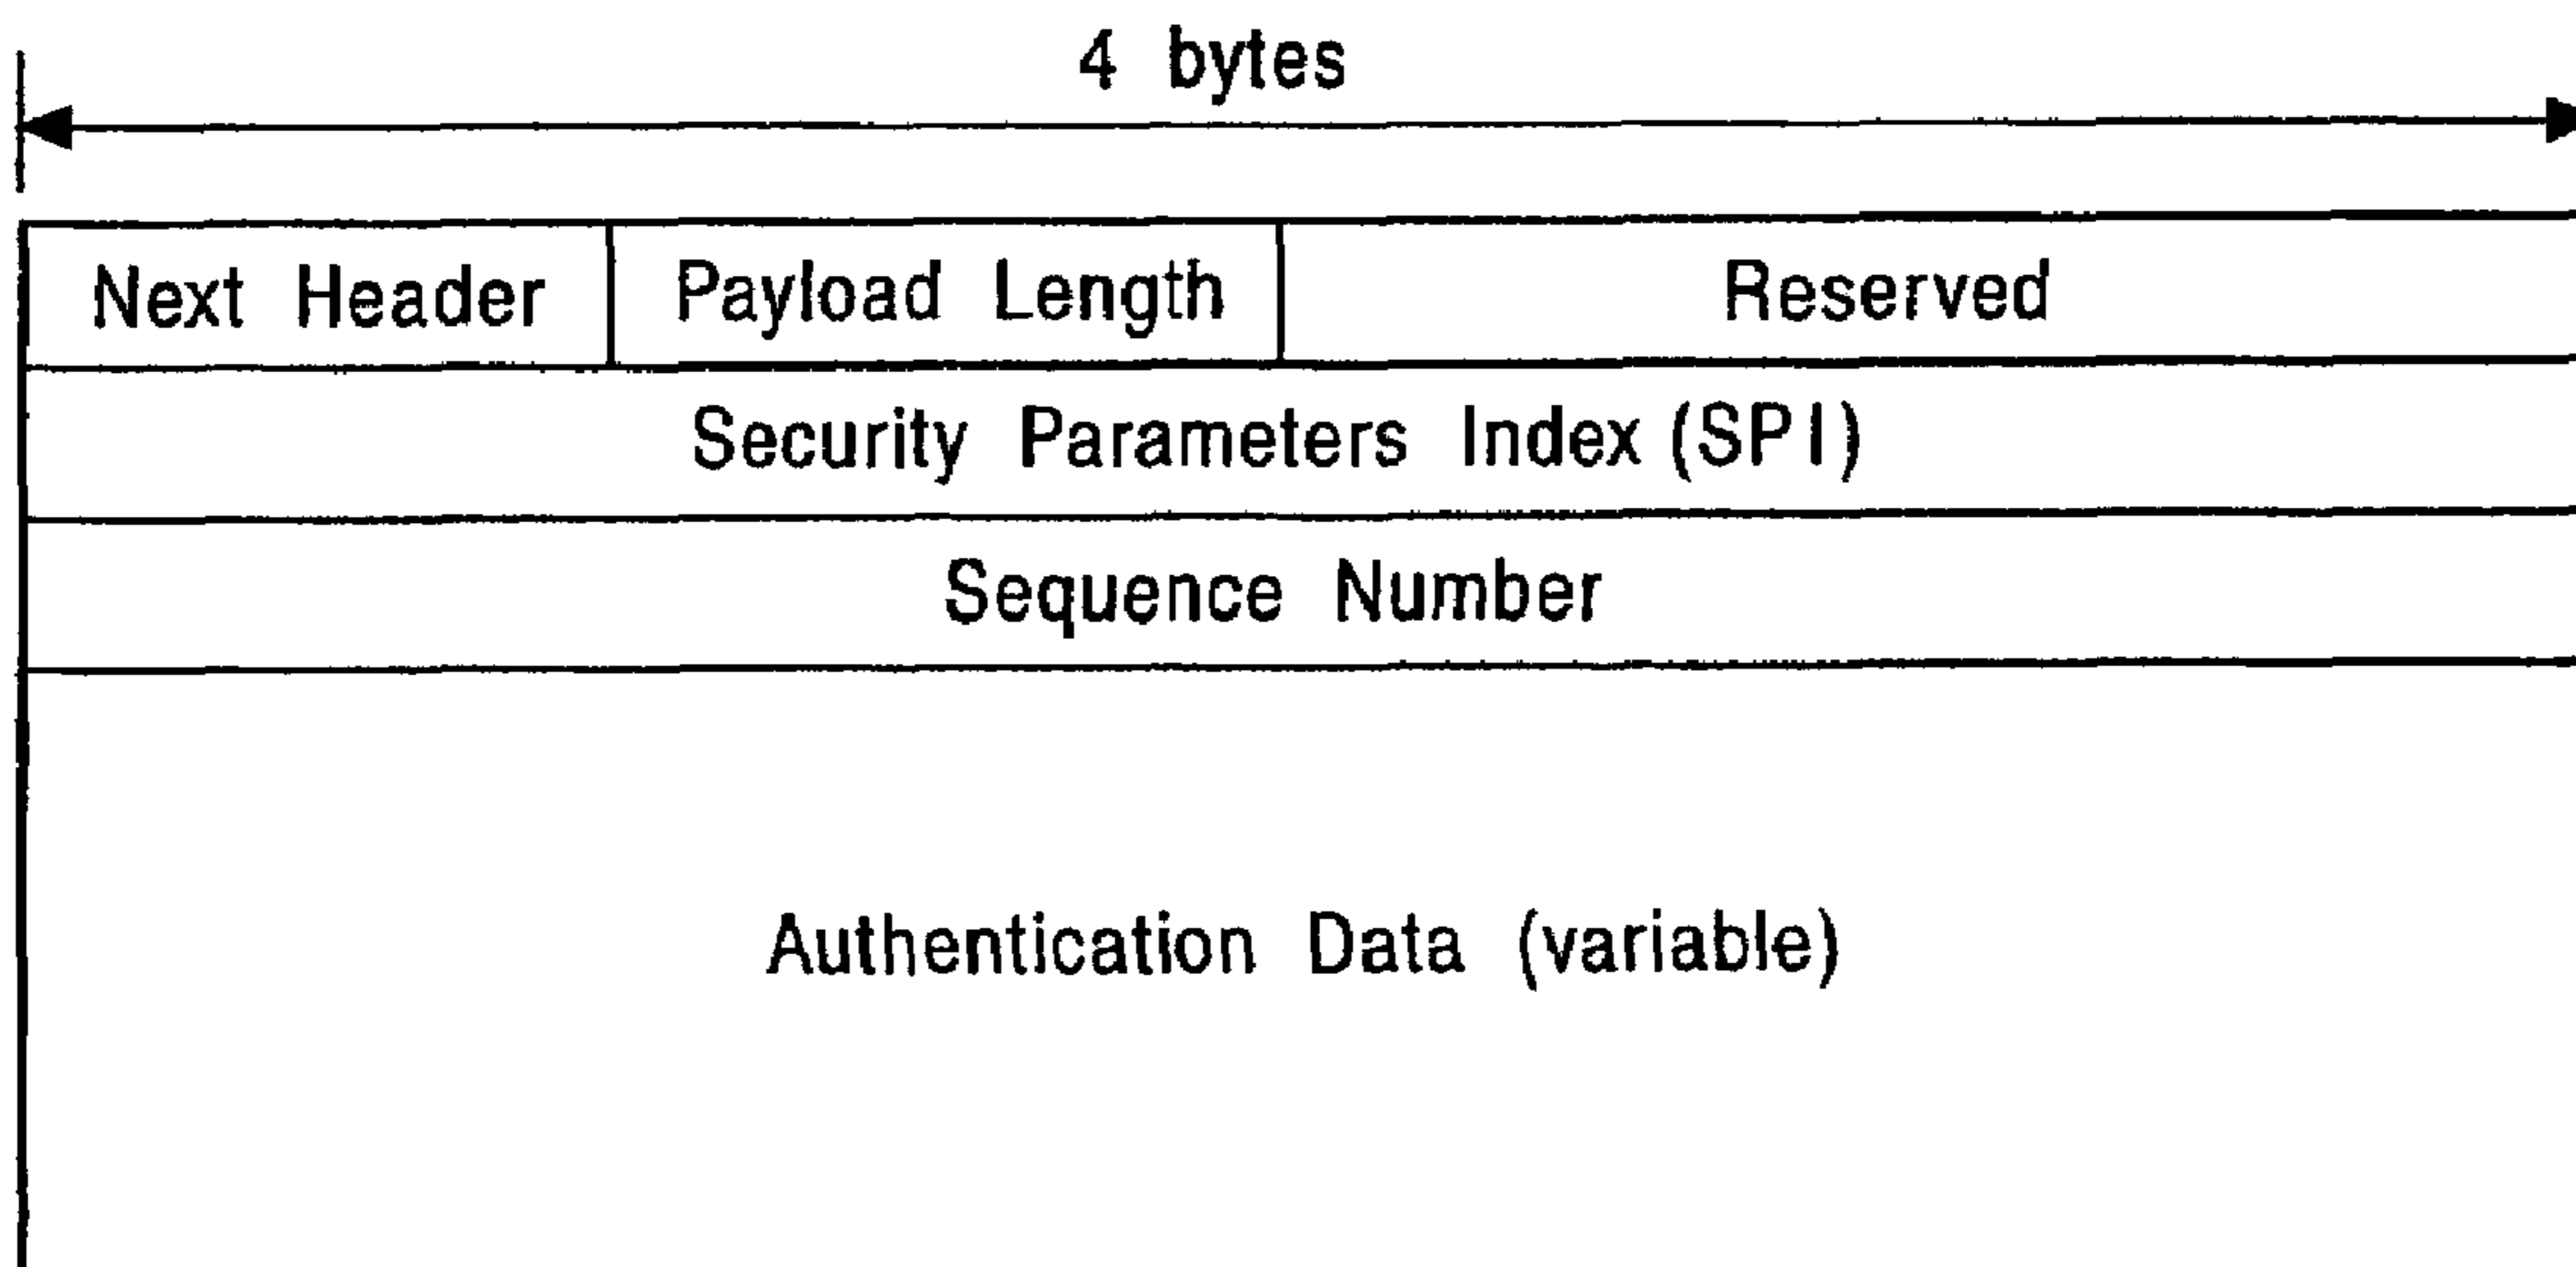 4 bytes
Next Header Payload Length Reserved
Security Parameters Index (SPI)
Sequence Number
Authentication Data (variable)